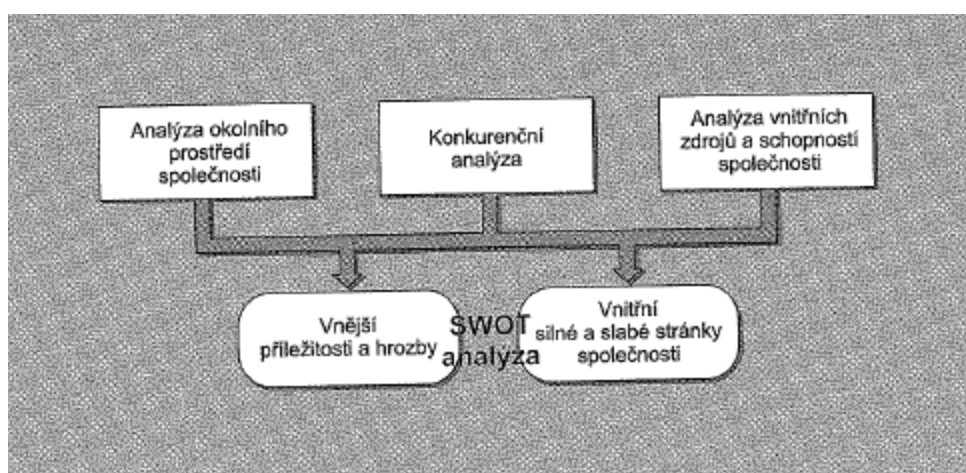 Analýza okolního
prostředí
společnosti
Konkurenční
analýza
Analýza vnitřních
zdrojů a schopností
společnosti
Vnější
příležitosti a hrozby
SWOT
analýza
Vnitřní
silné a slabé stránky
společnosti